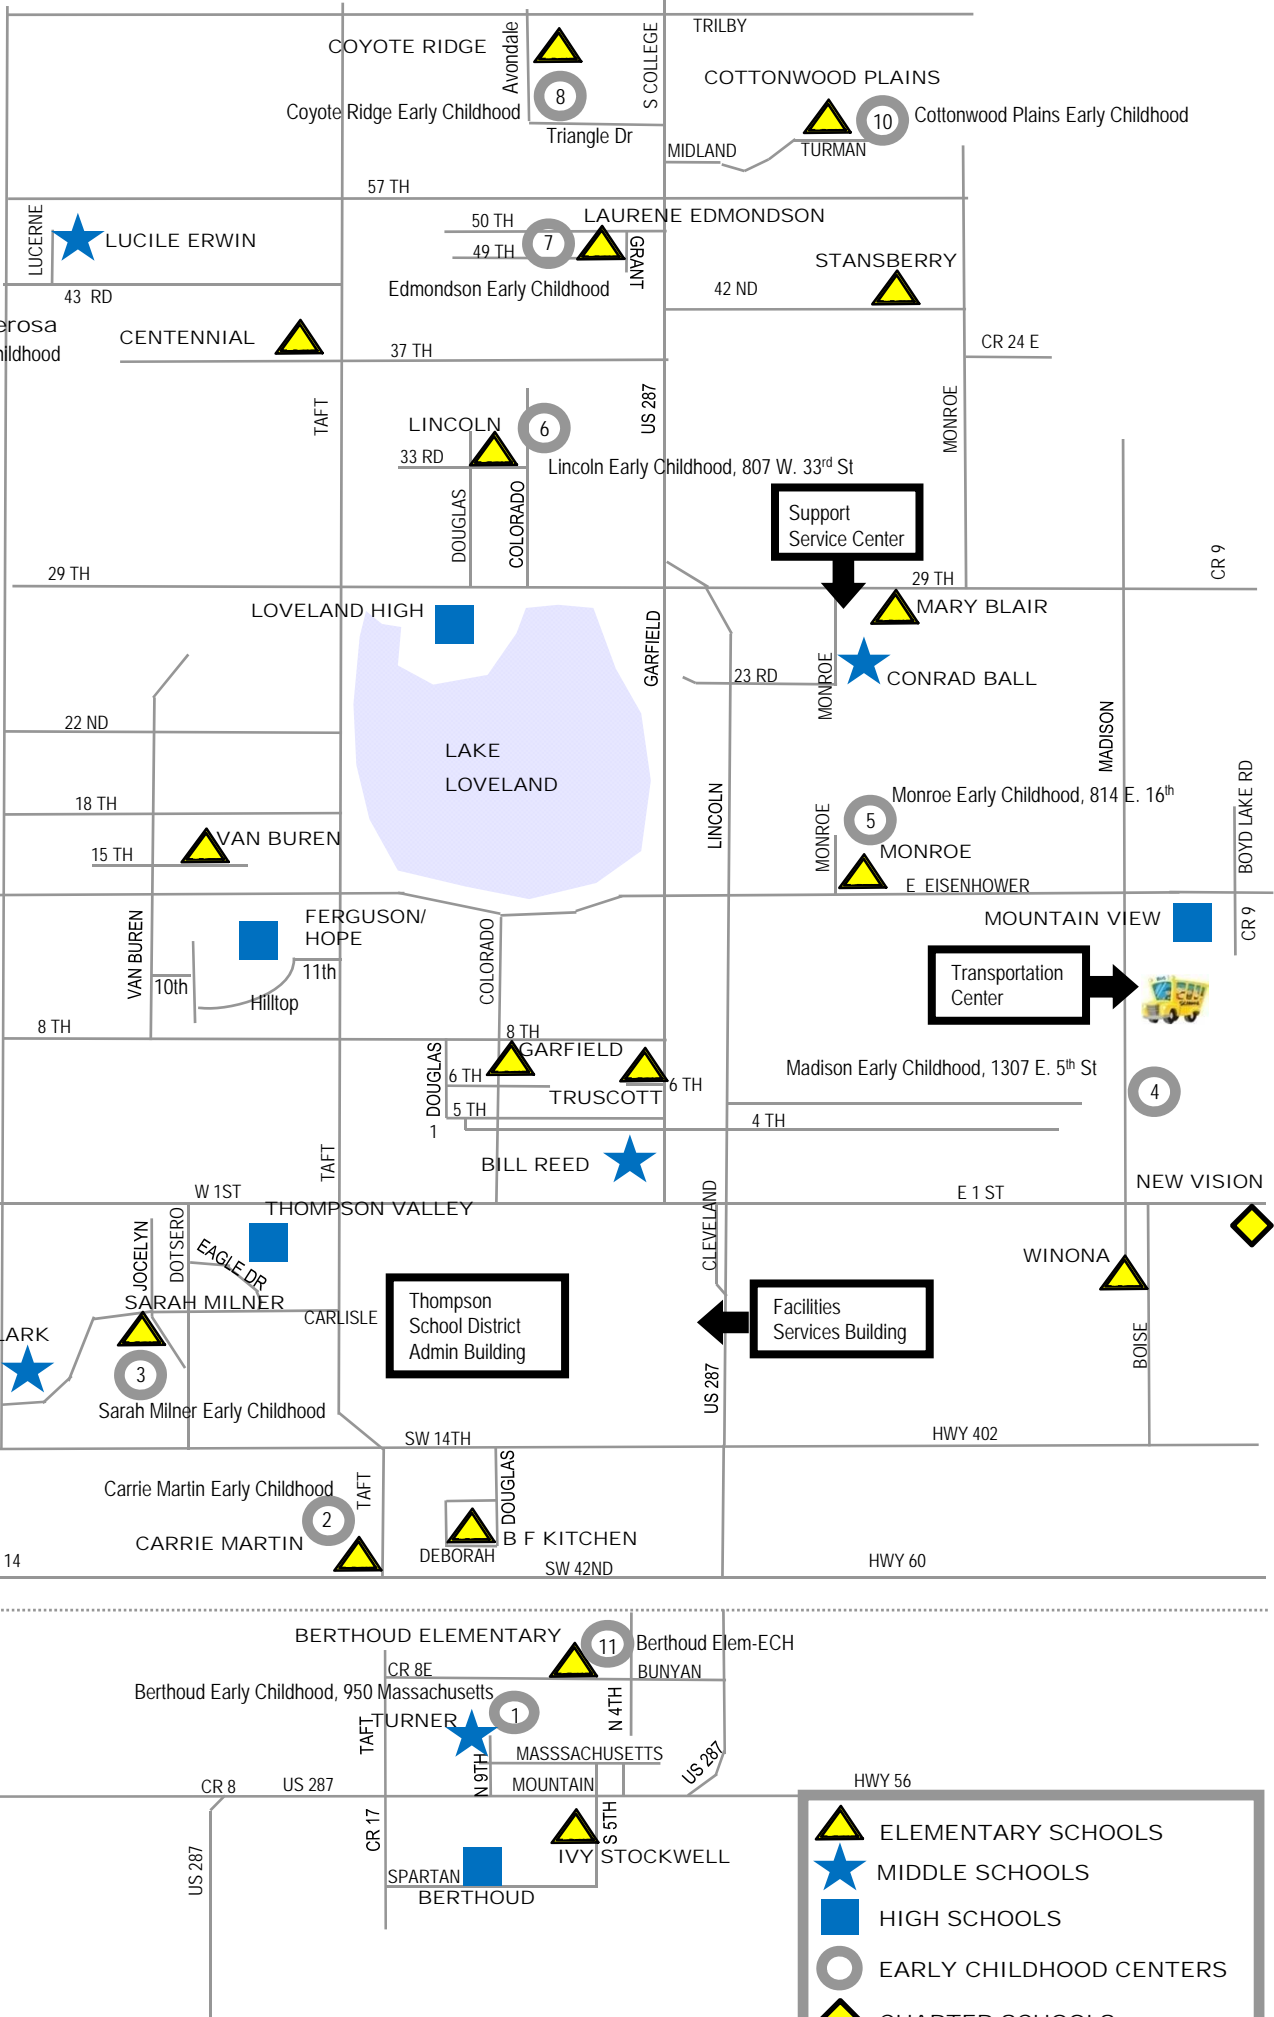 TRILBY
COYOTE RIDGE
Avondale
S COLLEGE
COTTONWOOD PLAINS
8
Coyote Ridge Early Childhood
10
Cottonwood Plains Early Childhood
Triangle Dr
MIDLAND
TURMAN
57 TH
LUCERNE
LUCILE ERWIN
50 TH
LAURENE EDMONDSON
7
49 TH
GRANT
STANSBERRY
Edmondson Early Childhood
42 ND
43 RD
erosa
hildhood
CENTENNIAL
37 TH
CR 24 E
TAFT
US 287
MONROE
LINCOLN
6
33 RD
Lincoln Early Childhood, 807 W. 33rd St
DOUGLAS
COLORADO
Support
Service Center
29 TH
29 TH
CR 9
LOVELAND HIGH
MARY BLAIR
GARFIELD
23 RD
MONROE
CONRAD BALL
22 ND
LAKE
LOVELAND
MADISON
18 TH
LINCOLN
Monroe Early Childhood, 814 E. 16th
5
BOYD LAKE RD
VAN BUREN
15 TH
MONROE
MONROE
E EISENHOWER
VAN BUREN
FERGUSON/
HOPE
11th
10th
Hilltop
COLORADO
MOUNTAIN VIEW
CR 9
Transportation
Center
8 TH
8 TH
GARFIELD
DOUGLAS
6 TH
TRUSCOTT
6 TH
5 TH
1
Madison Early Childhood, 1307 E. 5th St
4
4 TH
BILL REED
TAFT
W 1ST
E 1 ST
NEW VISION
THOMPSON VALLEY
CLEVELAND
JOCELYN
DOTSERO
EAGLE DR
WINONA
SARAH MILNER
CARLISLE
LARK
3
Sarah Milner Early Childhood
Thompson
School District
Admin Building
Facilities
Services Building
US 287
BOISE
SW 14TH
HWY 402
Carrie Martin Early Childhood
TAFT
2
CARRIE MARTIN
DOUGLAS
B F KITCHEN
DEBORAH
14
SW 42ND
HWY 60
BERTHOUD ELEMENTARY
11
Berthoud Elem-ECH
CR 8E
BUNYAN
Berthoud Early Childhood, 950 Massachusetts
TAFT
TURNER
1
N 4TH
MASSSACHUSETTS
US 287
N 9TH
MOUNTAIN
CR 8
US 287
HWY 56
CR 17
S 5TH
IVY STOCKWELL
US 287
SPARTAN
BERTHOUD
ELEMENTARY SCHOOLS
MIDDLE SCHOOLS
HIGH SCHOOLS
EARLY CHILDHOOD CENTERS
CHARTER SCHOOLS